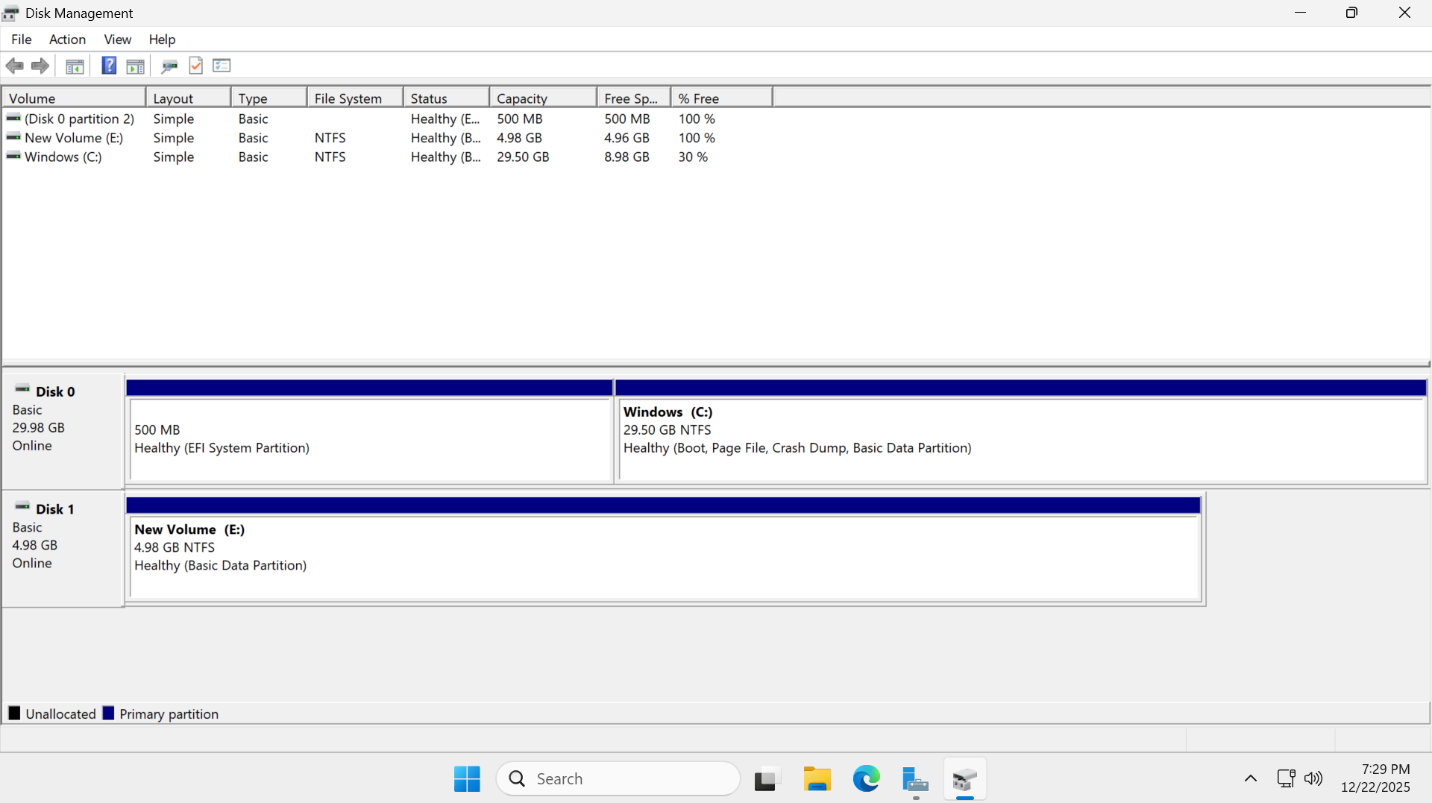 Disk Management
File Action View Help
Volume Layout Type File System Status Capacity Free Sp... % Free
(Disk 0 partition 2) Simple Basic Healthy (E... 500 MB 500 MB 100 %
New Volume (E:) Simple Basic NTFS Healthy (B... 4.98 GB 4.96 GB 100 %
Windows (C:) Simple Basic NTFS Healthy (B... 29.50 GB 8.98 GB 30 %
Disk 0
Basic
29.98 GB
Online
500 MB
Healthy (EFI System Partition)
Windows (C:)
29.50 GB NTFS
Healthy (Boot, Page File, Crash Dump, Basic Data Partition)
Disk 1
Basic
4.98 GB
Online
New Volume (E:)
4.98 GB NTFS
Healthy (Basic Data Partition)
Unallocated Primary partition
Search
7:29 PM
12/22/2025